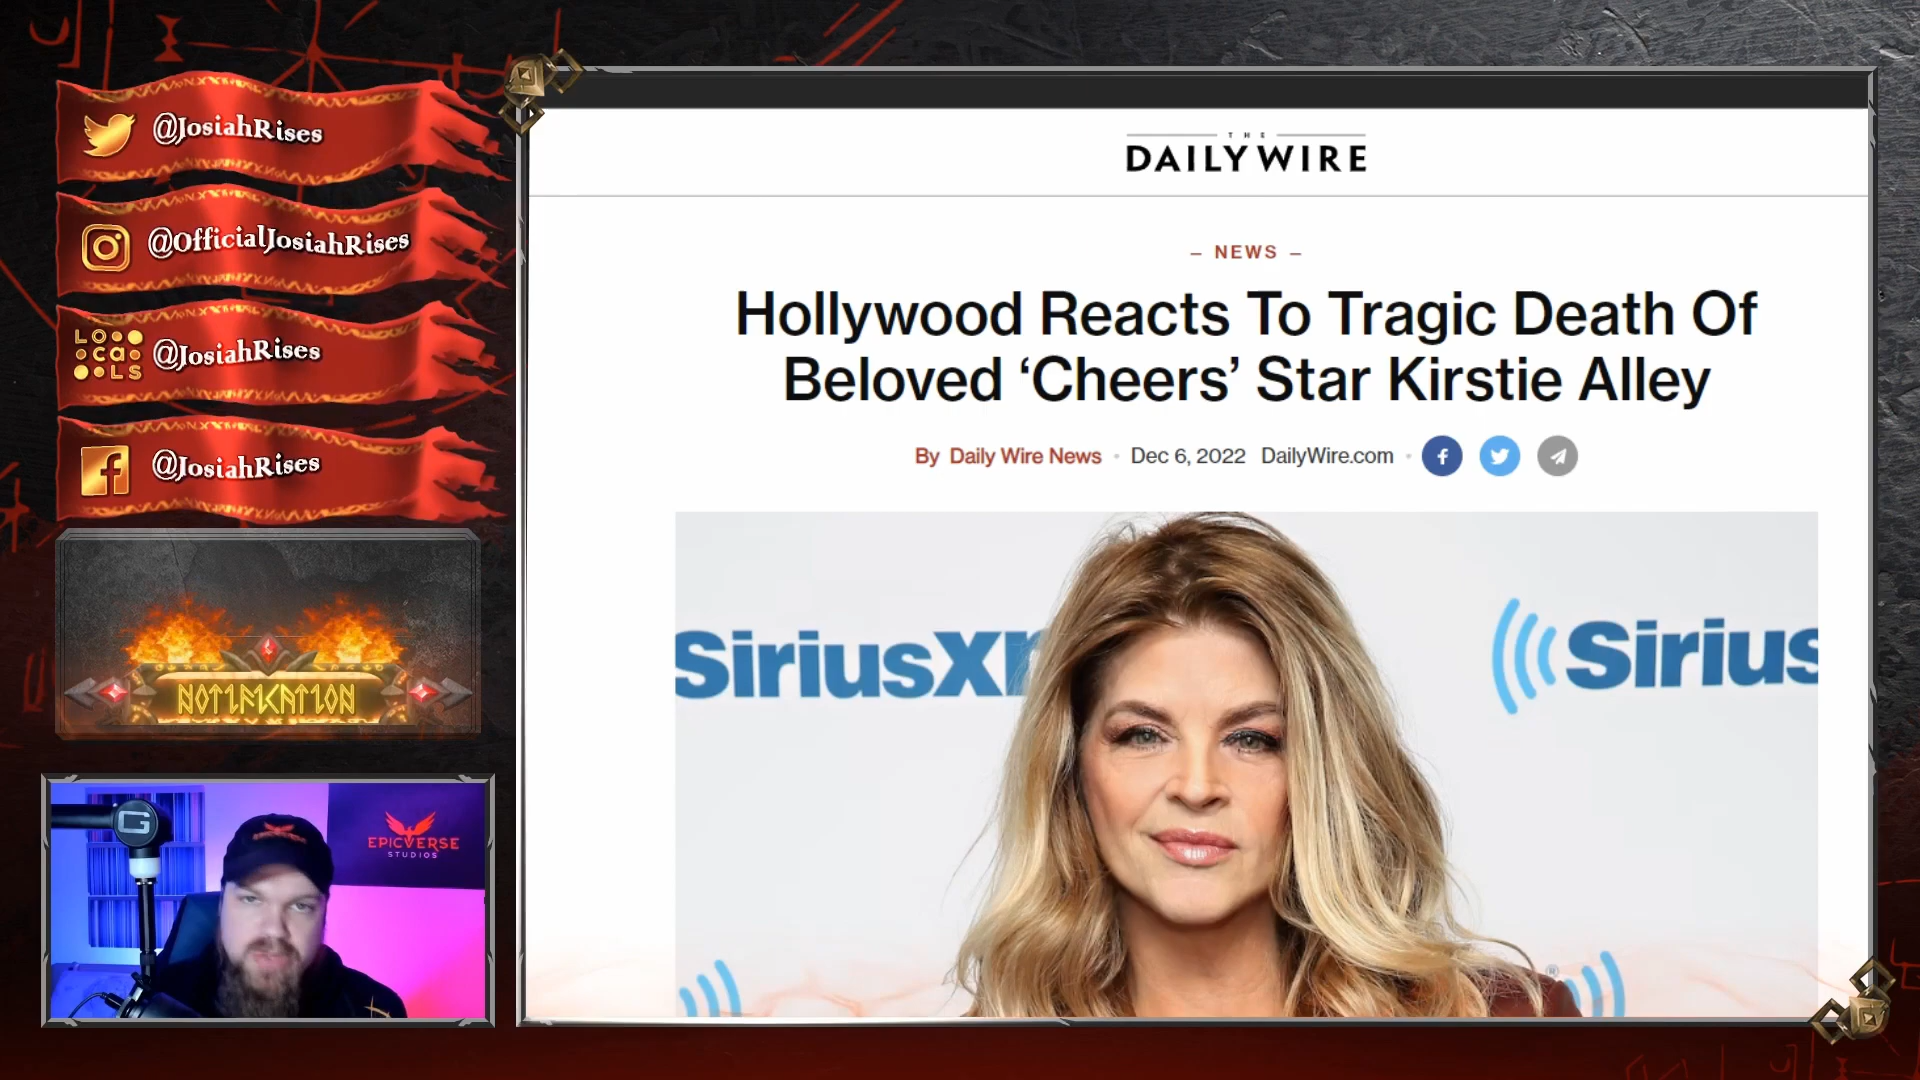 @JosiahRises
@OfficialJosiahRises
LOCALS
@JosiahRises
@JosiahRises
NOTIFICATION
G
EPICVERSE
STUDIOS
THE
DAILY WIRE
– NEWS –
Hollywood Reacts To Tragic Death Of
Beloved ‘Cheers’ Star Kirstie Alley
By Daily Wire News • Dec 6, 2022 DailyWire.com •
SiriusXM
Sirius